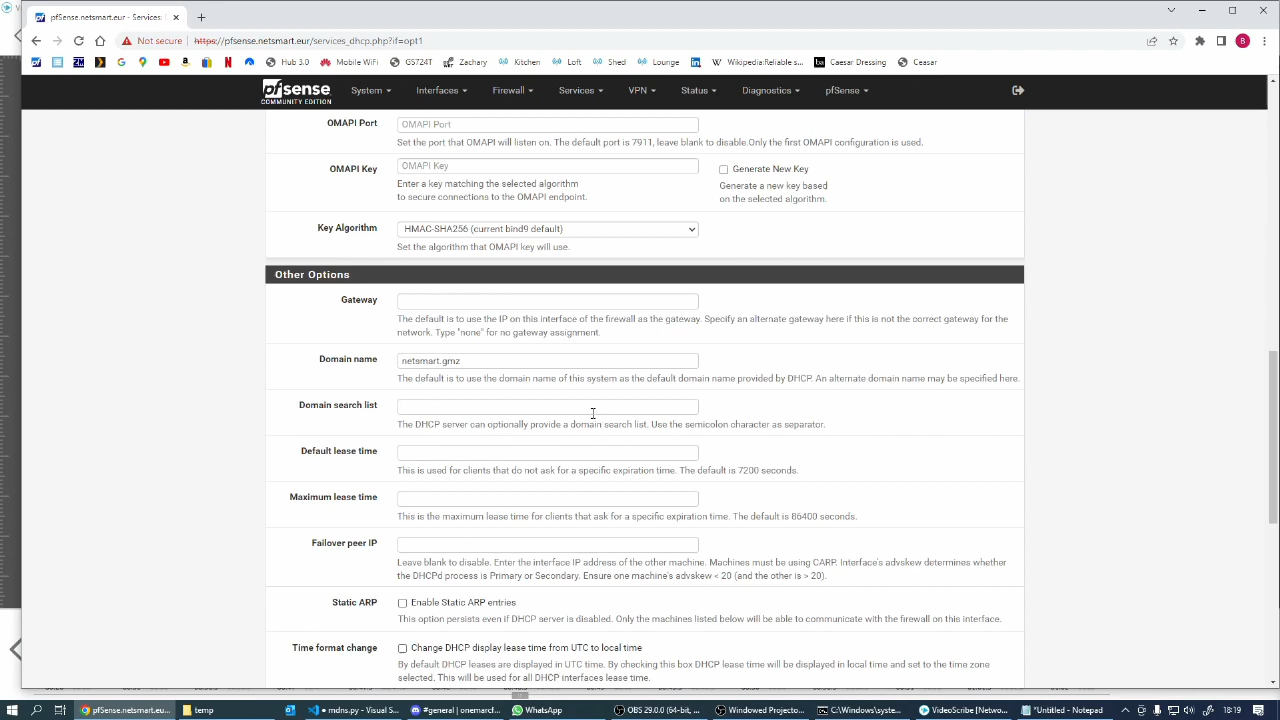 pfSense.netsmart.eur - Services:
Not secure
https://pfsense.netsmart.eur/services_dhcp.php?if=opt1
B
Hub 3.0
Mobile WiFi
Zachary
Loft
Lounge
WikipediaReliable ...
ba
Caesar Direct
Caesar
pfsense
COMMUNITY EDITION
System
Interfaces
Firewall
Services
VPN
Status
Diagnostics
pfSense
OMAPI Port
OMAPI Port
Set the port that OMAPI will listen on. The default port is 7911, leave blank to disable.Only the first OMAPI configuration is used.
OMAPI Key
OMAPI Key
Generate New Key
Enter a key matching the selected algorithm
to secure connections to the OMAPI endpoint.
Generate a new key based
on the selected algorithm.
Key Algorithm
HMAC-SHA256 (current bind9 default)
Set the algorithm that OMAPI key will use.
Other Options
Gateway
The default is to use the IP on this interface of the firewall as the gateway. Specify an alternate gateway here if this is not the correct gateway for the
network. Type "none" for no gateway assignment.
Domain name
netsmart.qmz
The default is to use the domain name of this system as the default domain name provided by DHCP. An alternate domain name may be specified here.
Domain search list
The DHCP server can optionally provide a domain search list. Use the semicolon character as separator.
Default lease time
This is used for clients that do not ask for a specific expiration time. The default is 7200 seconds.
Maximum lease time
This is the maximum lease time for clients that ask for a specific expiration time. The default is 86400 seconds.
Failover peer IP
Leave blank to disable. Enter the interface IP address of the other machine. Machines must be using CARP. Interface's advskew determines whether
the DHCPd process is Primary or Secondary. Ensure one machine's advskew < 20 (and the other is > 20).
Static ARP
Enable Static ARP entries
This option persists even if DHCP server is disabled. Only the machines listed below will be able to communicate with the firewall on this interface.
Time format change
Change DHCP display lease time from UTC to local time
By default DHCP leases are displayed in UTC time. By checking this box DHCP lease time will be displayed in local time and set to the time zone
selected. This will be used for all DHCP interfaces lease time.
pfSense.netsmart.eu...
temp
mdns.py - Visual S...
#general | onemarcf...
WhatsApp
OBS 29.0.0 (64-bit, ...
Windowed Projecto...
C:\Windows\system...
VideoScribe (Networ...
*Untitled - Notepad
18:19